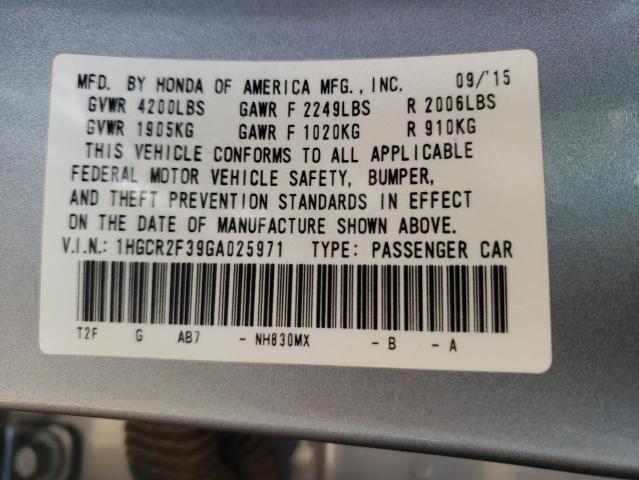 MFD. BY HONDA OF AMERICA MFG., INC. 09/'15
GVWR 4200LBS GAWR F 2249LBS R 2006LBS
GVWR 1905KG GAWR F 1020KG R 910KG
THIS VEHICLE CONFORMS TO ALL APPLICABLE
FEDERAL MOTOR VEHICLE SAFETY, BUMPER,
AND THEFT PREVENTION STANDARDS IN EFFECT
ON THE DATE OF MANUFACTURE SHOWN ABOVE.
V.I.N.: 1HGCR2F39GA025971 TYPE: PASSENGER CAR
T2F G AB7 - NH830MX - B - A